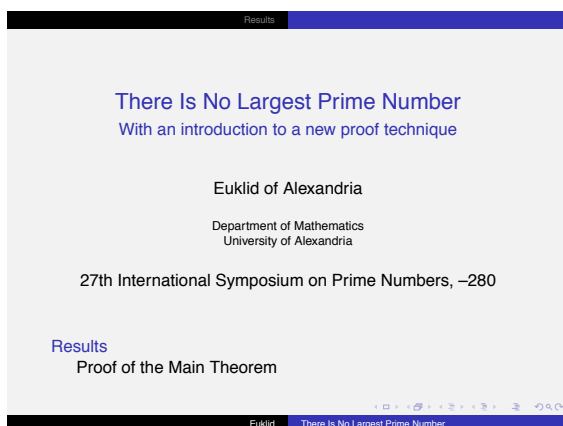 Results
There Is No Largest Prime Number
With an introduction to a new proof technique
Euklid of Alexandria
Department of Mathematics
University of Alexandria
27th International Symposium on Prime Numbers, –280
Results
Proof of the Main Theorem
Euklid There Is No Largest Prime Number